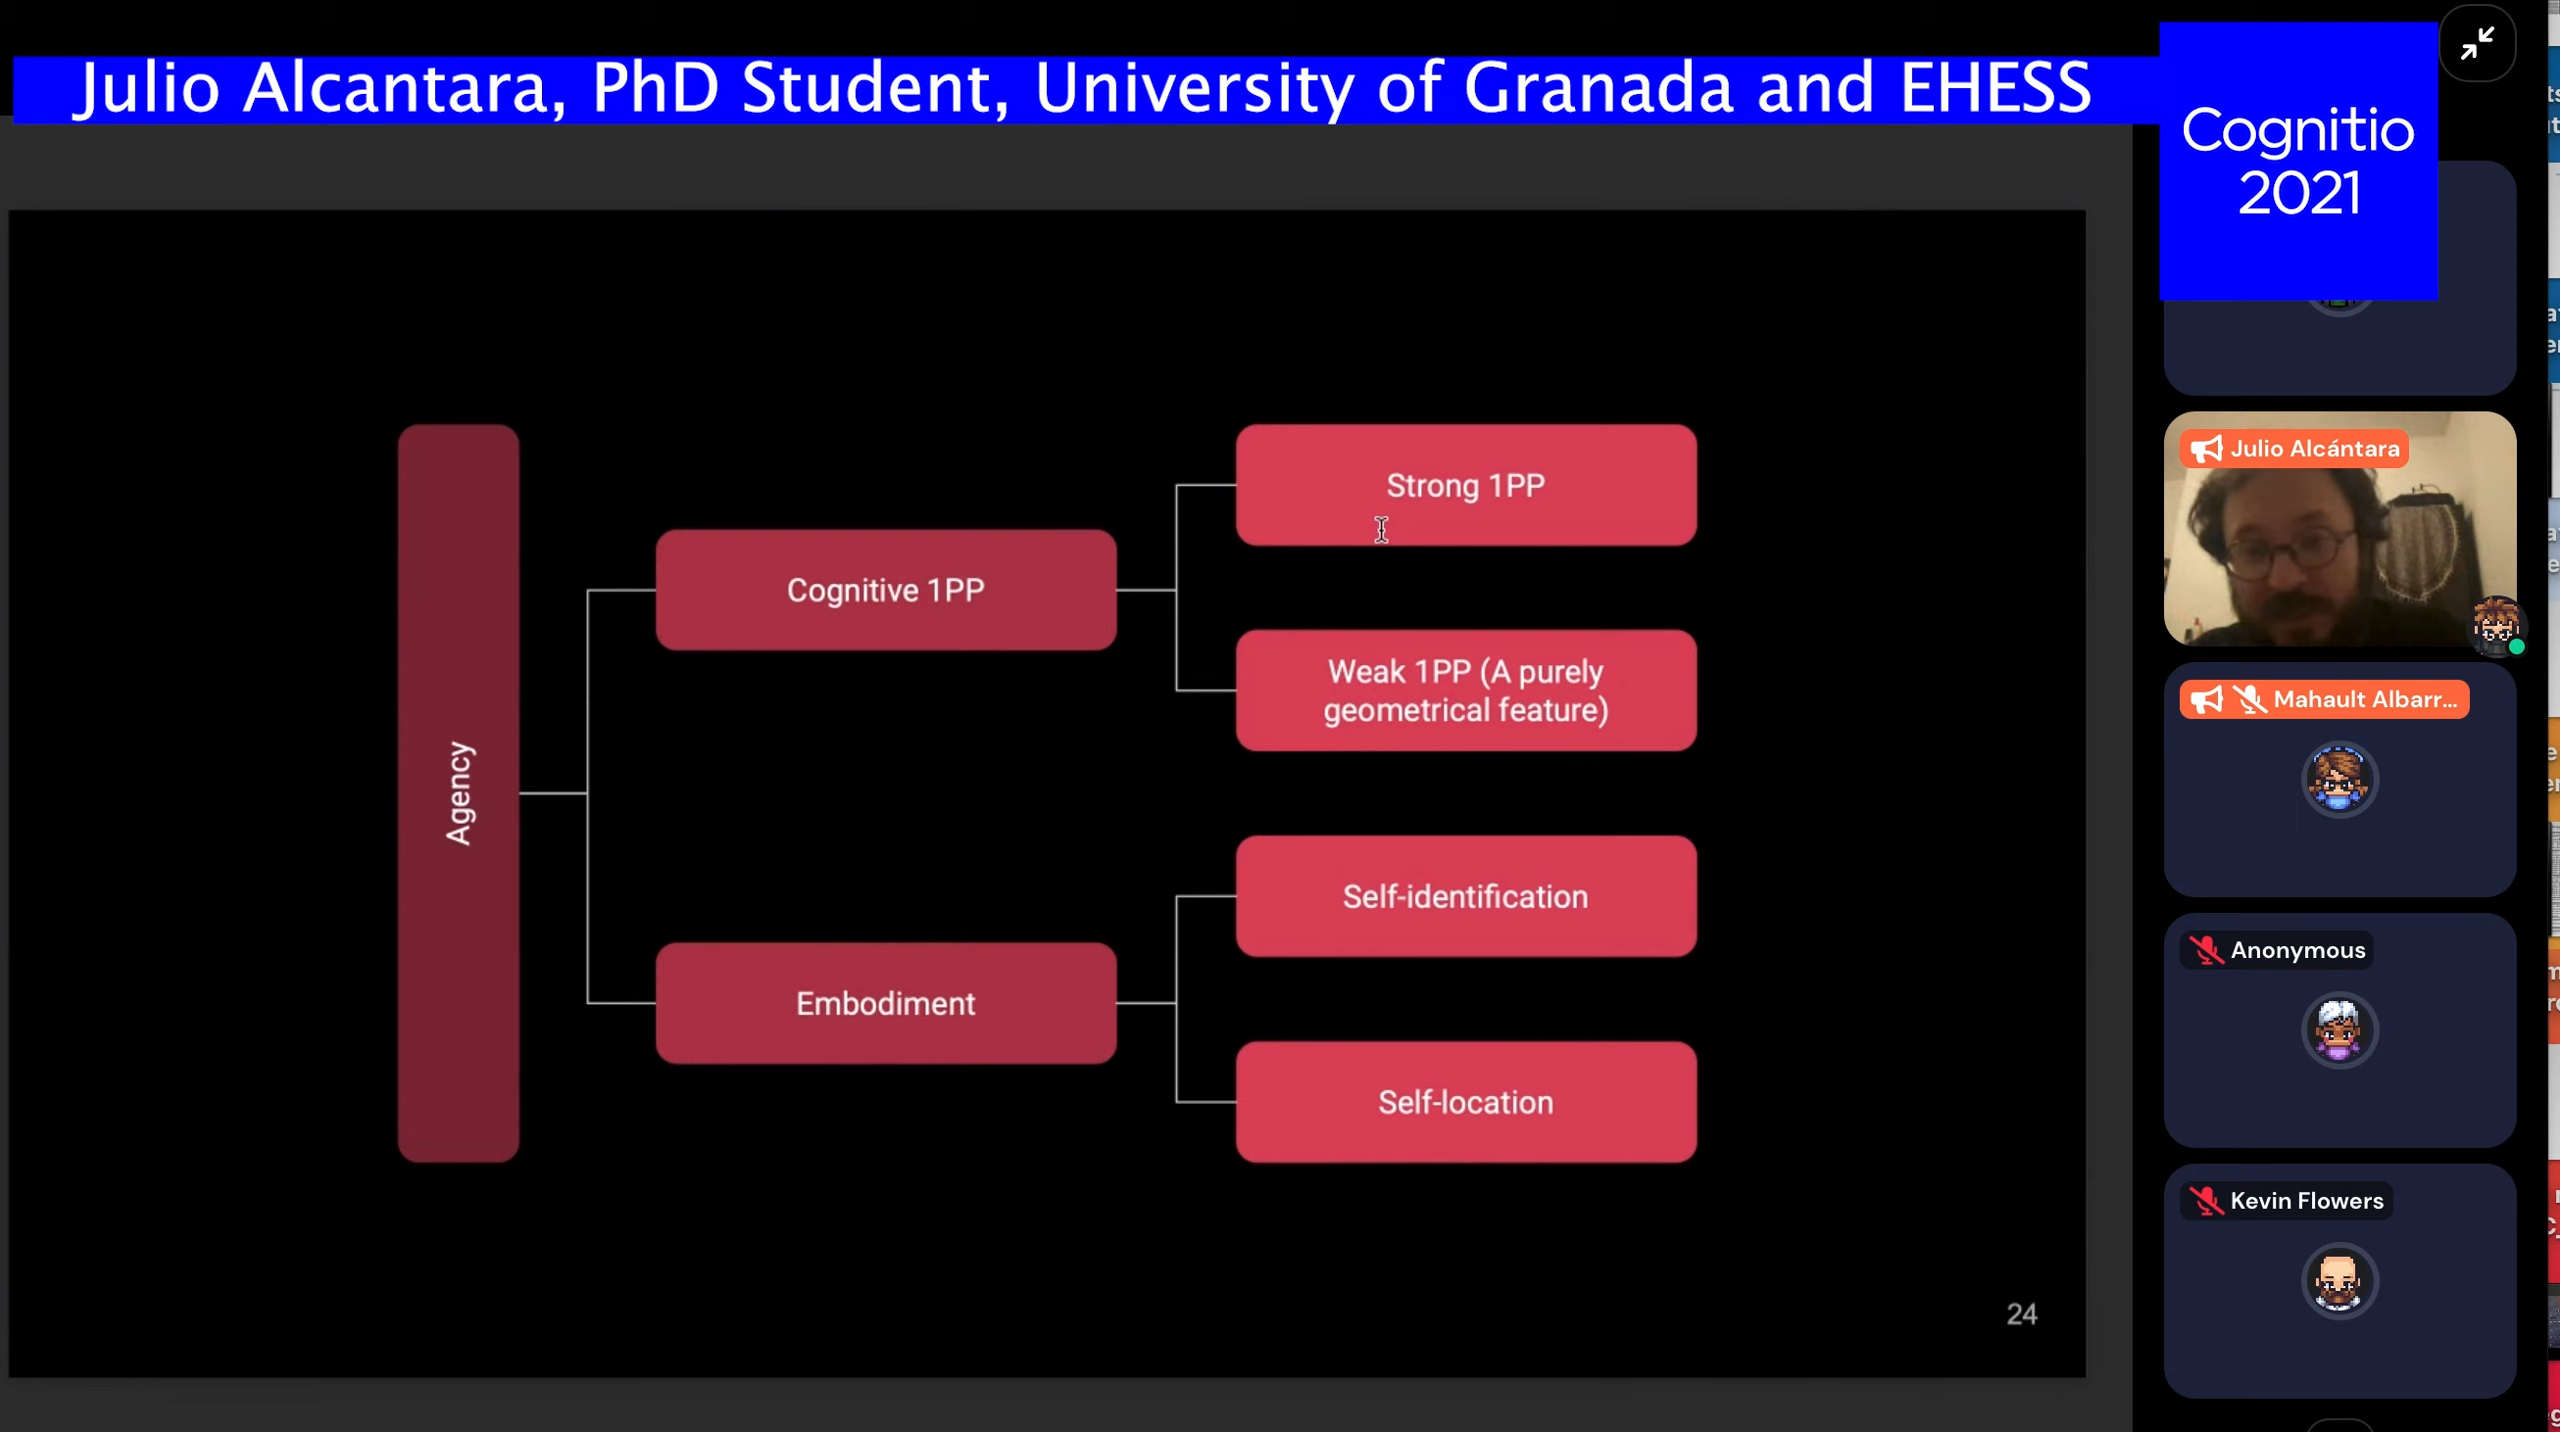 Julio Alcantara, PhD Student, University of Granada and EHESS
Cognitio
2021
Agency
Cognitive 1PP
Embodiment
Strong 1PP
Weak 1PP (A purely
geometrical feature)
Self-identification
Self-location
24
Julio Alcántara
Mahault Albarr...
Anonymous
Kevin Flowers